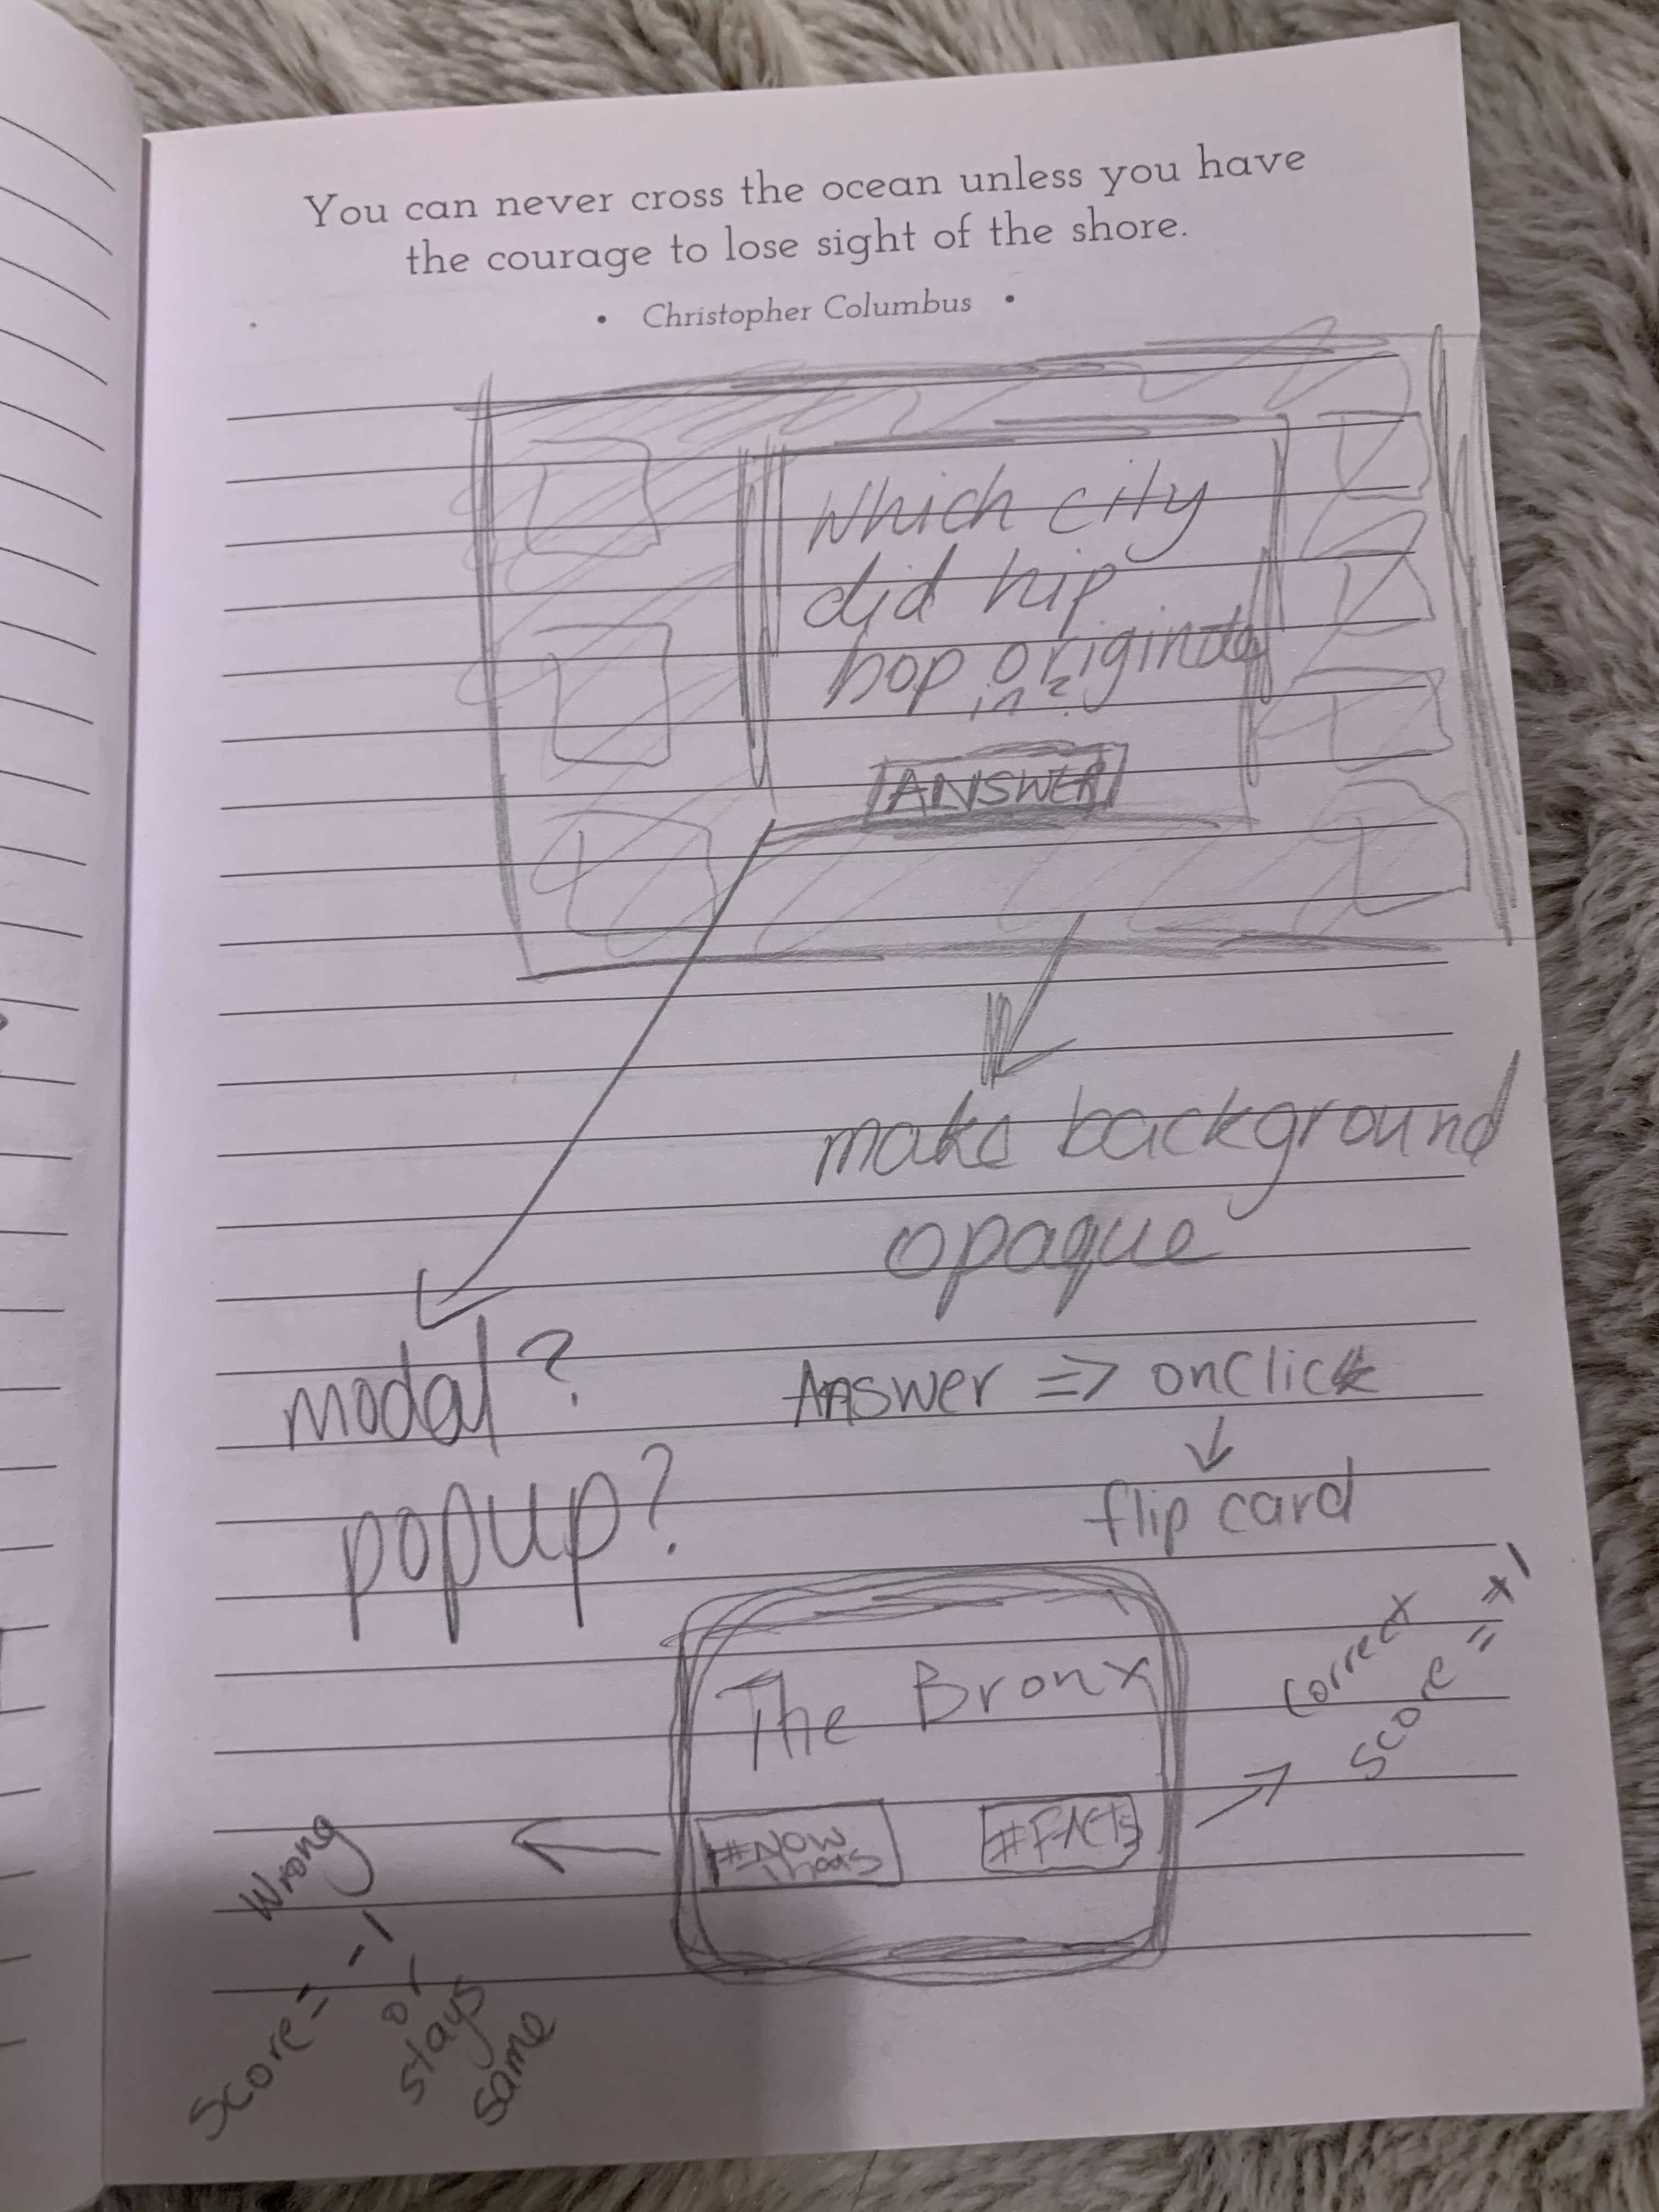 You can never cross the ocean unless you have
the courage to lose sight of the shore.
• Christopher Columbus •
Which city
did hip
hop originate
in?
ANSWER
make background
opaque
modal?
popup?
Answer => onClick
↓
flip card
The Bronx
#NOW
#FACTS
correct
score = +1
Wrong
score = -1
or
stays
same